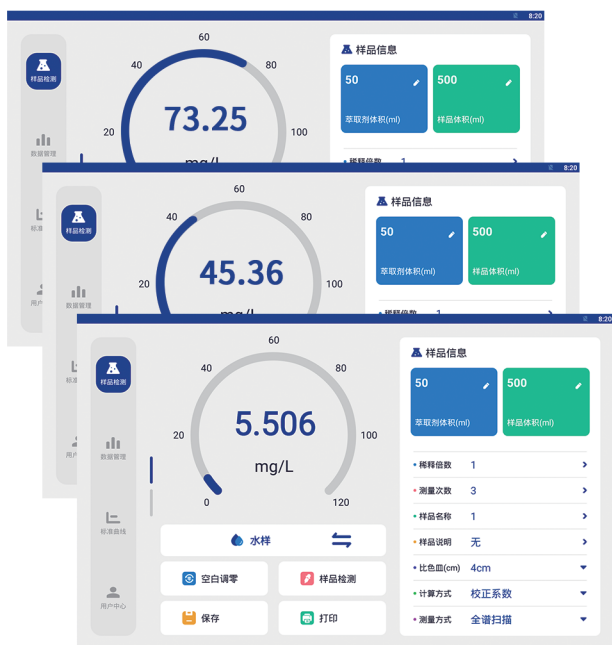 8:20
样品检测
数据管理
60
40
80
20
100
73.25
mg/L
样品信息
50
萃取剂体积(ml)
500
样品体积(ml)
稀释倍数 1
8:20
样品检测
数据管理
60
40
80
20
100
45.36
mg/L
样品信息
50
萃取剂体积(ml)
500
样品体积(ml)
稀释倍数 1
8:20
样品检测
数据管理
标准曲线
用户中心
60
40
80
20
100
0
120
5.506
mg/L
水样
空白调零
样品检测
保存
打印
样品信息
50
萃取剂体积(ml)
500
样品体积(ml)
稀释倍数 1
测量次数 3
样品名称 1
样品说明 无
比色皿(cm) 4cm
计算方式 校正系数
测量方式 全谱扫描